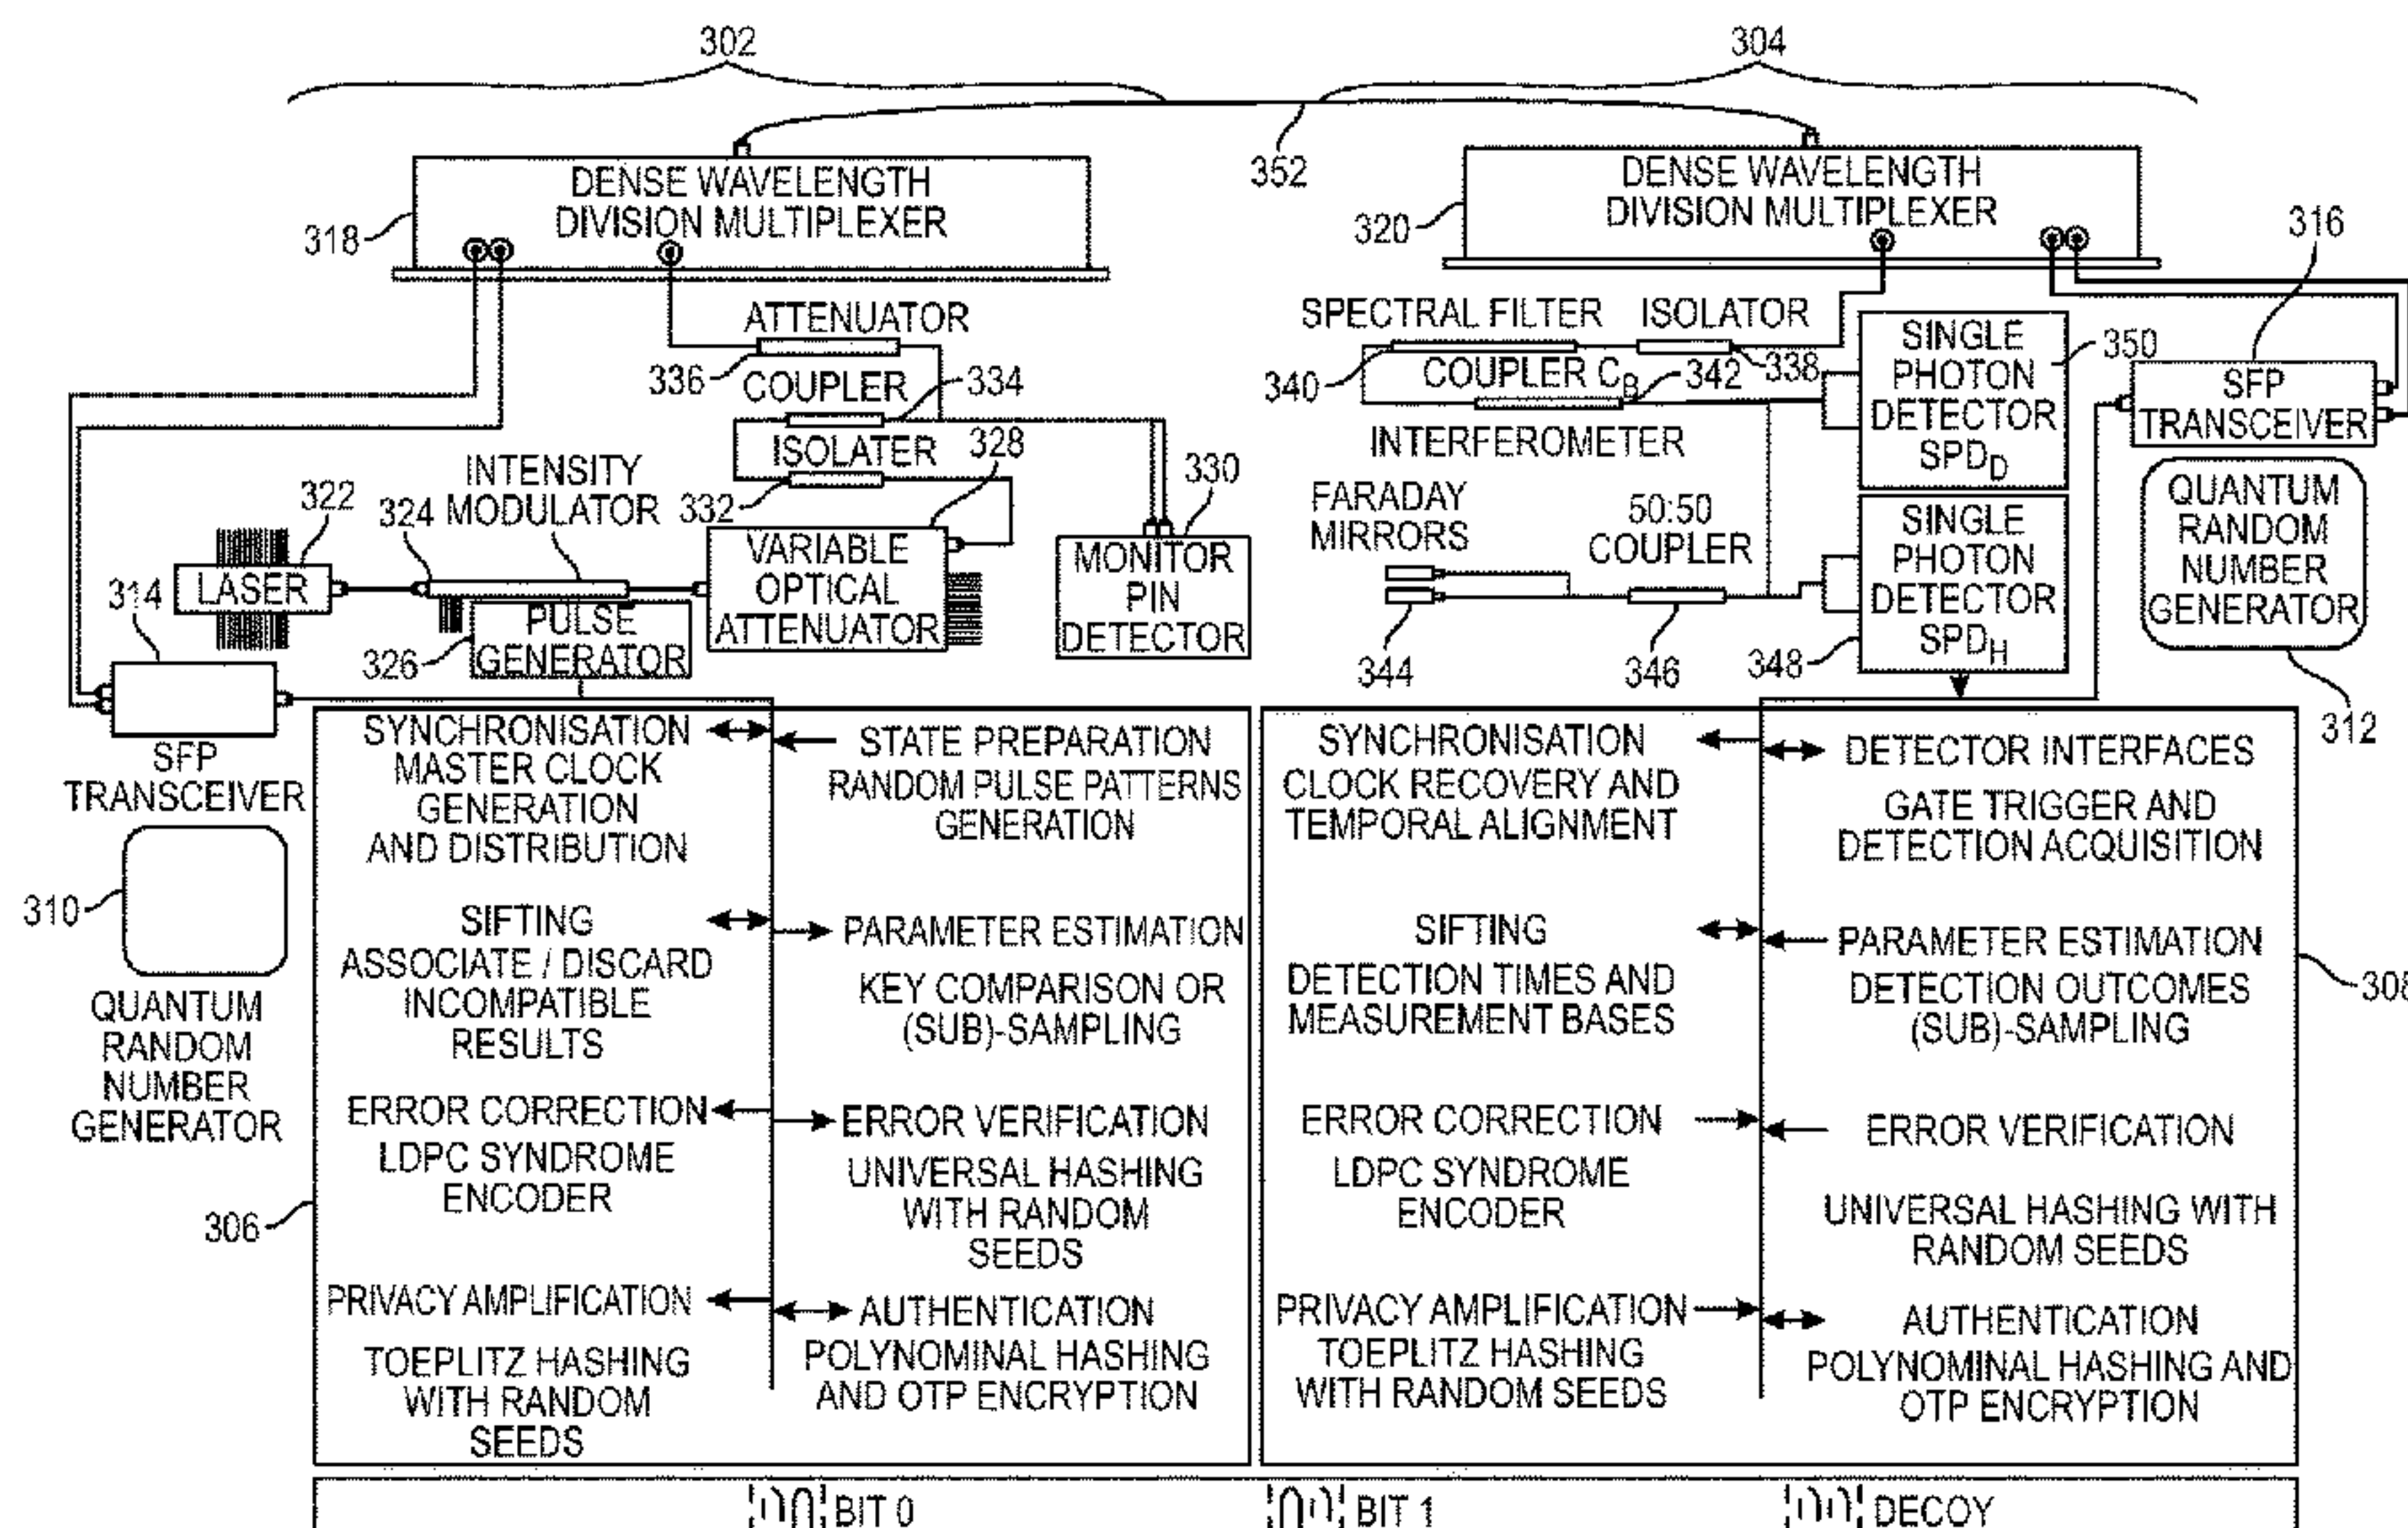 302
304
352
DENSE WAVELENGTH
DIVISION MULTIPLEXER
318
DENSE WAVELENGTH
DIVISION MULTIPLEXER
320
316
ATTENUATOR
336
COUPLER
334
ISOLATER
332
328
INTENSITY
MODULATOR
324
322
LASER
314
PULSE
GENERATOR
326
VARIABLE
OPTICAL
ATTENUATOR
330
MONITOR
PIN
DETECTOR
SPECTRAL FILTER
ISOLATOR
340
338
COUPLER CB
342
INTERFEROMETER
FARADAY
MIRRORS
50:50
COUPLER
344
346
SINGLE
PHOTON
DETECTOR
SPDD
350
SINGLE
PHOTON
DETECTOR
SPDH
348
SFP
TRANSCEIVER
QUANTUM
RANDOM
NUMBER
GENERATOR
312
SFP
TRANSCEIVER
310
QUANTUM
RANDOM
NUMBER
GENERATOR
306
SYNCHRONISATION
MASTER CLOCK
GENERATION
AND DISTRIBUTION
STATE PREPARATION
RANDOM PULSE PATTERNS
GENERATION
SIFTING
ASSOCIATE / DISCARD
INCOMPATIBLE
RESULTS
PARAMETER ESTIMATION
KEY COMPARISON OR
(SUB)-SAMPLING
ERROR CORRECTION
LDPC SYNDROME
ENCODER
ERROR VERIFICATION
UNIVERSAL HASHING
WITH RANDOM
SEEDS
PRIVACY AMPLIFICATION
TOEPLITZ HASHING
WITH RANDOM
SEEDS
AUTHENTICATION
POLYNOMINAL HASHING
AND OTP ENCRYPTION
SYNCHRONISATION
CLOCK RECOVERY AND
TEMPORAL ALIGNMENT
DETECTOR INTERFACES
GATE TRIGGER AND
DETECTION ACQUISITION
SIFTING
DETECTION TIMES AND
MEASUREMENT BASES
PARAMETER ESTIMATION
DETECTION OUTCOMES
(SUB)-SAMPLING
308
ERROR CORRECTION
LDPC SYNDROME
ENCODER
ERROR VERIFICATION
UNIVERSAL HASHING WITH
RANDOM SEEDS
PRIVACY AMPLIFICATION
TOEPLITZ HASHING
WITH RANDOM SEEDS
AUTHENTICATION
POLYNOMINAL HASHING AND
OTP ENCRYPTION
BIT 0
BIT 1
DECOY